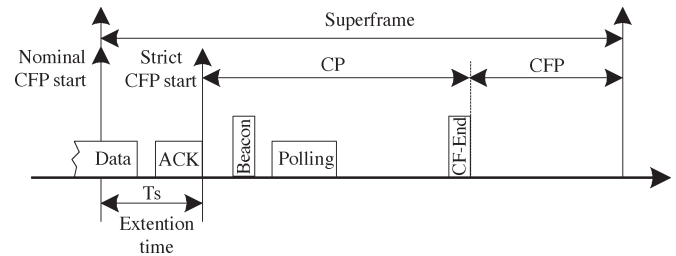 Superframe
Nominal
CFP start
Strict
CFP start
CP
CFP
Data
ACK
Beacon
Polling
CF-End
Ts
Extention
time